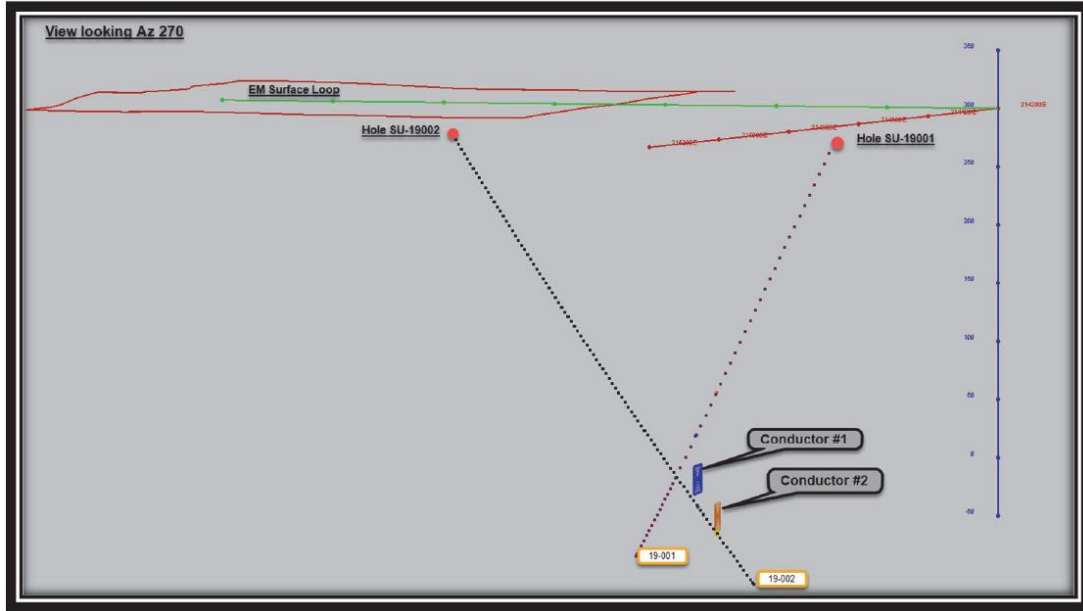 View looking Az 270
350
EM Surface Loop
300
214200E
Hole SU-19002
Hole SU-19001
250
200
150
100
50
Conductor #1
0
Conductor #2
-50
19-001
19-002